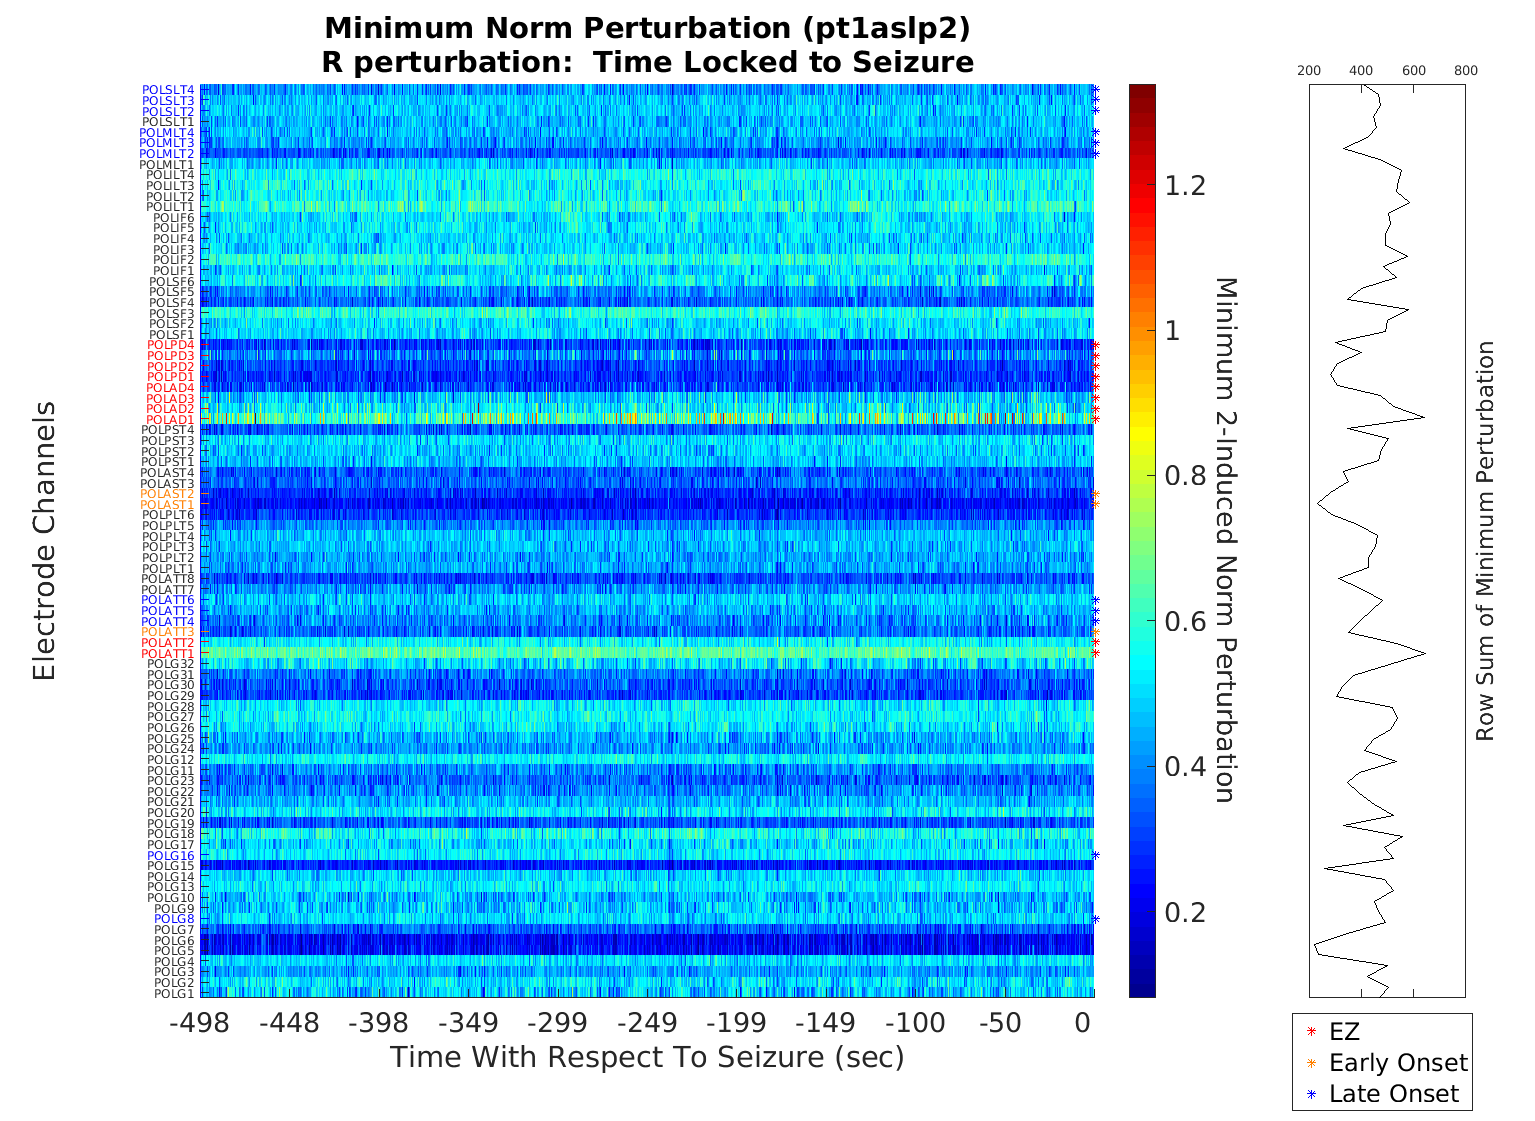 Minimum Norm Perturbation (pt1aslp2)
R perturbation:  Time Locked to Seizure
Electrode Channels
POLSLT4
POLSLT3
POLSLT2
POLSLT1
POLMLT4
POLMLT3
POLMLT2
POLMLT1
POLILT4
POLILT3
POLILT2
POLILT1
POLIF6
POLIF5
POLIF4
POLIF3
POLIF2
POLIF1
POLSF6
POLSF5
POLSF4
POLSF3
POLSF2
POLSF1
POLPD4
POLPD3
POLPD2
POLPD1
POLAD4
POLAD3
POLAD2
POLAD1
POLPST4
POLPST3
POLPST2
POLPST1
POLAST4
POLAST3
POLAST2
POLAST1
POLPLT6
POLPLT5
POLPLT4
POLPLT3
POLPLT2
POLPLT1
POLATT8
POLATT7
POLATT6
POLATT5
POLATT4
POLATT3
POLATT2
POLATT1
POLG32
POLG31
POLG30
POLG29
POLG28
POLG27
POLG26
POLG25
POLG24
POLG12
POLG11
POLG23
POLG22
POLG21
POLG20
POLG19
POLG18
POLG17
POLG16
POLG15
POLG14
POLG13
POLG10
POLG9
POLG8
POLG7
POLG6
POLG5
POLG4
POLG3
POLG2
POLG1
-498 -448 -398 -349 -299 -249 -199 -149 -100 -50 0
Time With Respect To Seizure (sec)
1.2
1
0.8
0.6
0.4
0.2
Minimum 2-Induced Norm Perturbation
200 400 600 800
Row Sum of Minimum Perturbation
EZ
Early Onset
Late Onset